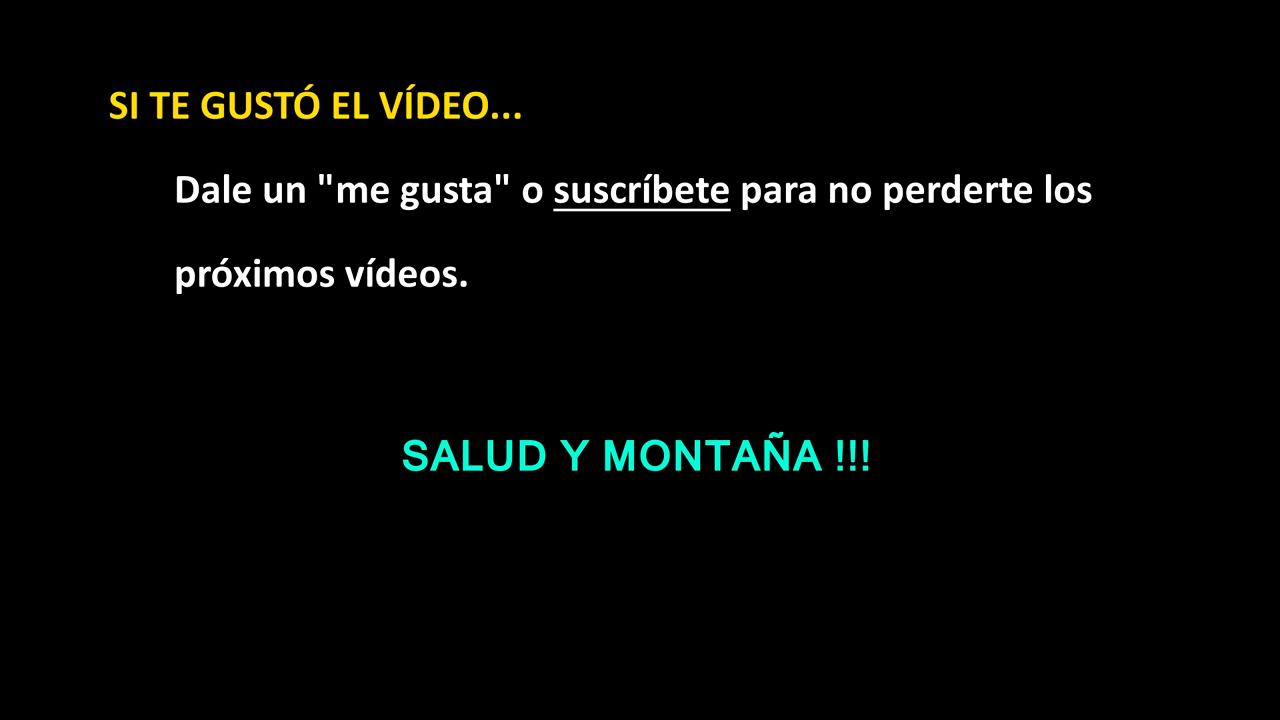 SI TE GUSTÓ EL VÍDEO...
Dale un "me gusta" o suscríbete para no perderte los
próximos vídeos.
SALUD Y MONTAÑA !!!